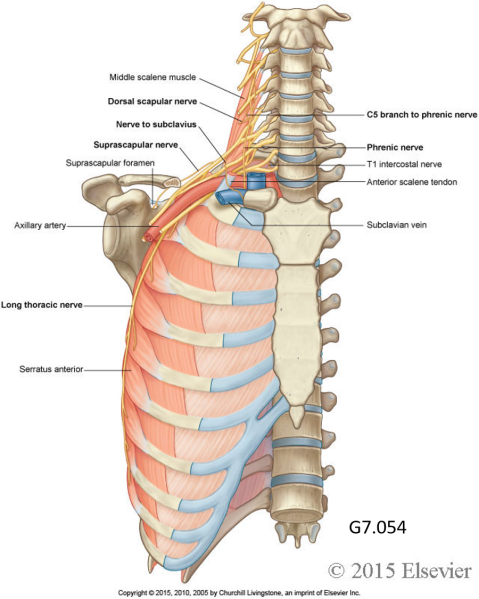 Middle scalene muscle
Dorsal scapular nerve
C5 branch to phrenic nerve
Nerve to subclavius
Suprascapular nerve
Phrenic nerve
Suprascapular foramen
T1 intercostal nerve
Anterior scalene tendon
Axillary artery
Subclavian vein
Long thoracic nerve
Serratus anterior
G7.054
© 2015 Elsevier
Copyright © 2015, 2010, 2005 by Churchill Livingstone, an imprint of Elsevier Inc.